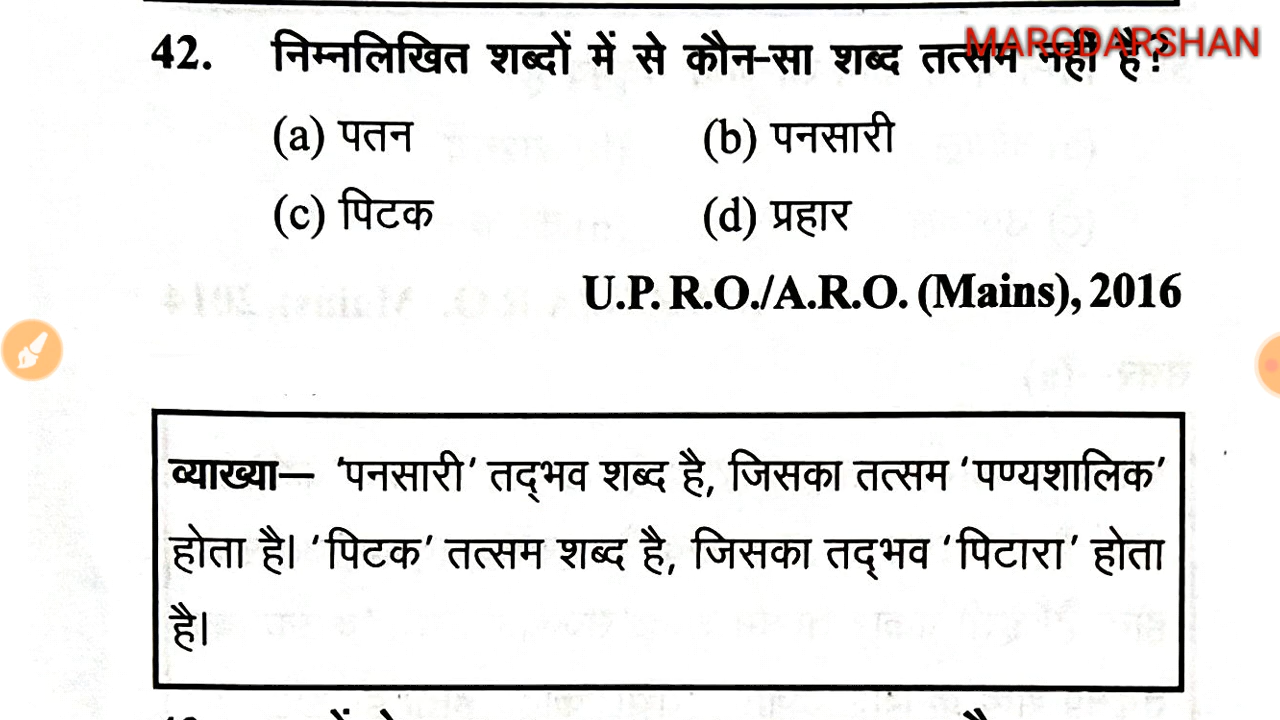 MARGDARSHAN
42. निम्नलिखित शब्दों में से कौन-सा शब्द तत्सम नहीं है?
(a) पतन (b) पनसारी
(c) पिटक (d) प्रहार
U.P. R.O./A.R.O. (Mains), 2016
व्याख्या— 'पनसारी' तद्भव शब्द है, जिसका तत्सम 'पण्यशालिक'
होता है। 'पिटक' तत्सम शब्द है, जिसका तद्भव 'पिटारा' होता
है।